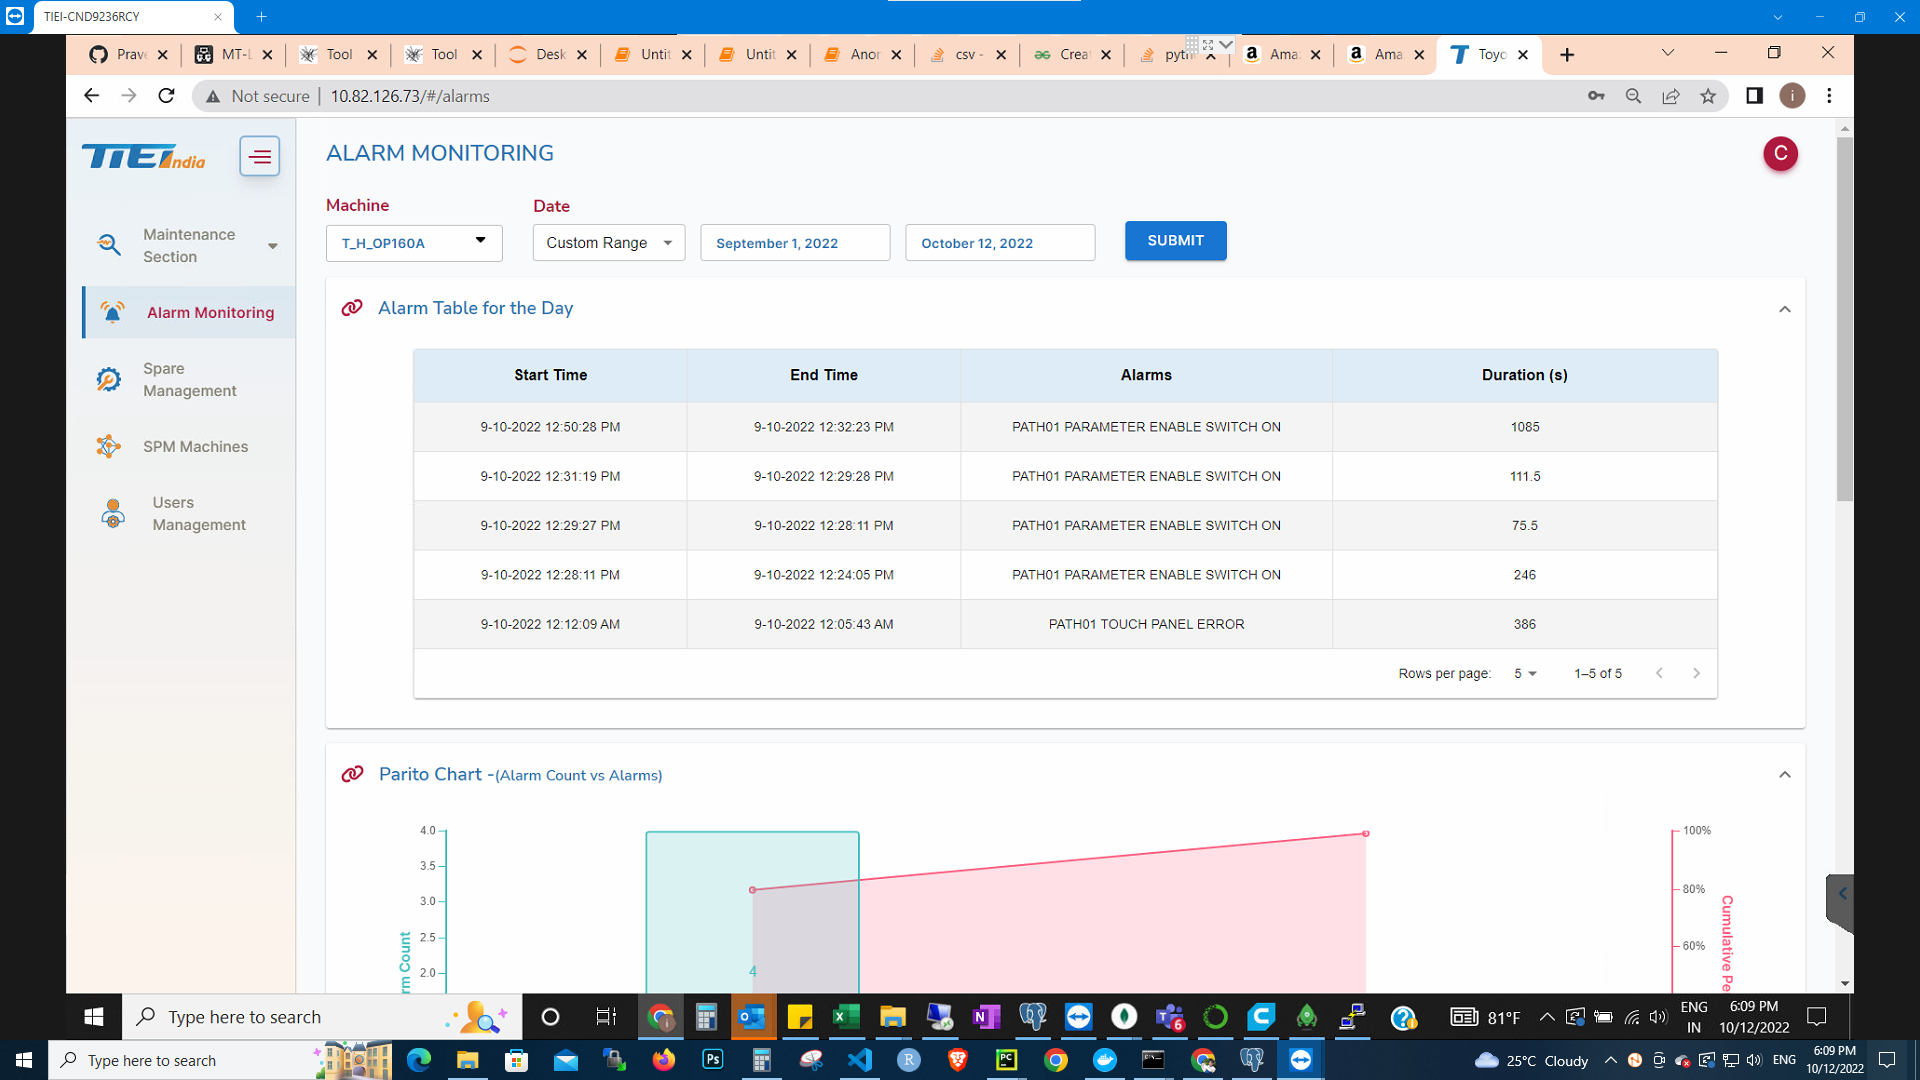 TIEI-CND9236RCY
Prave
MT-L
Tool
Tool
Desk
Untit
Untit
Anor
csv -
Creat
pyth
Ama
Ama
Toyo
Not secure
10.82.126.73/#/alarms
i
TIEI India
ALARM MONITORING
C
Machine
Date
T_H_OP160A
Custom Range
September 1, 2022
October 12, 2022
SUBMIT
Maintenance
Section
Alarm Monitoring
Spare
Management
SPM Machines
Users
Management
Alarm Table for the Day
Start Time End Time Alarms Duration (s)
9-10-2022 12:50:28 PM 9-10-2022 12:32:23 PM PATH01 PARAMETER ENABLE SWITCH ON 1085
9-10-2022 12:31:19 PM 9-10-2022 12:29:28 PM PATH01 PARAMETER ENABLE SWITCH ON 111.5
9-10-2022 12:29:27 PM 9-10-2022 12:28:11 PM PATH01 PARAMETER ENABLE SWITCH ON 75.5
9-10-2022 12:28:11 PM 9-10-2022 12:24:05 PM PATH01 PARAMETER ENABLE SWITCH ON 246
9-10-2022 12:12:09 AM 9-10-2022 12:05:43 AM PATH01 TOUCH PANEL ERROR 386
Rows per page: 5 1–5 of 5
Parito Chart -(Alarm Count vs Alarms)
4.0
3.5
3.0
2.5
2.0
rm Count
4
100%
80%
60%
Cumulative Pe
Type here to search
6
81°F
ENG
IN
6:09 PM
10/12/2022
Type here to search
Ps
R
PC
25°C Cloudy
ENG
6:09 PM
10/12/2022